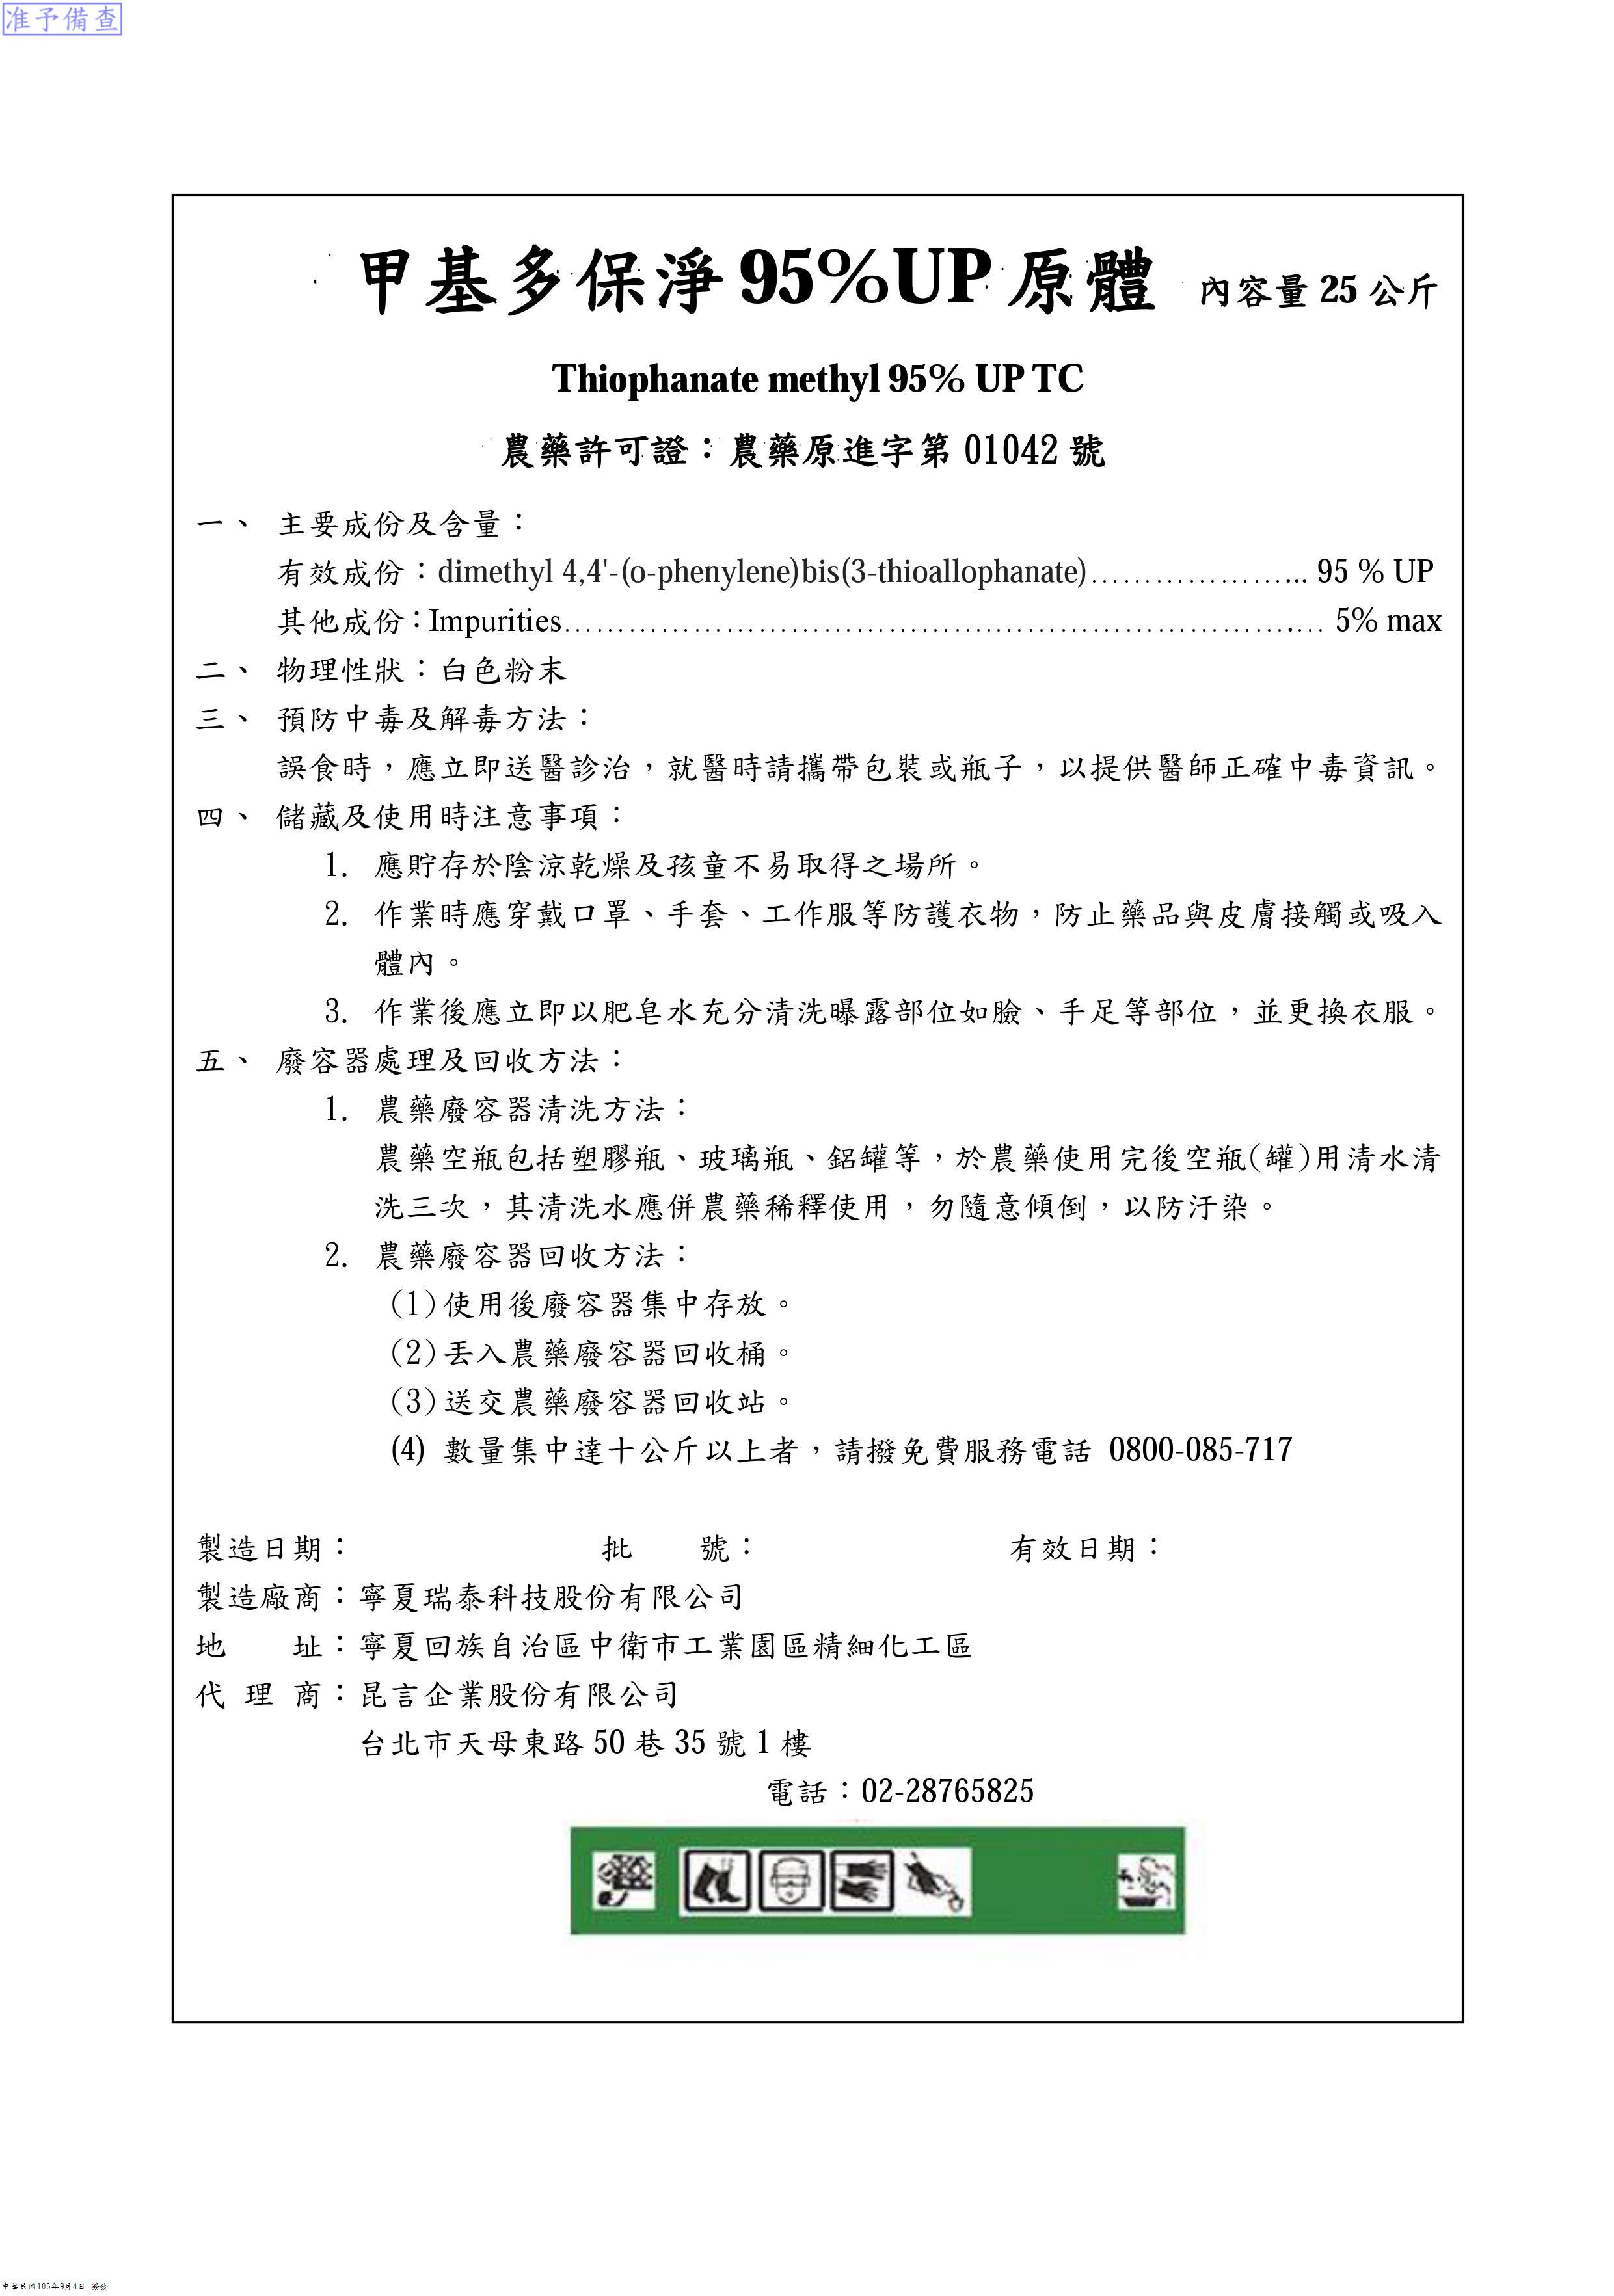 准予備查
甲基多保淨 95%UP 原體 內容量 25 公斤
Thiophanate methyl 95% UP TC
農藥許可證：農藥原進字第 01042 號
一、 主要成份及含量：
有效成份：dimethyl 4,4'-(o-phenylene)bis(3-thioallophanate)………………... 95 % UP
其他成份：Impurities……………………………………………………………….… 5% max
二、 物理性狀：白色粉末
三、 預防中毒及解毒方法：
誤食時，應立即送醫診治，就醫時請攜帶包裝或瓶子，以提供醫師正確中毒資訊。
四、 儲藏及使用時注意事項：
1. 應貯存於陰涼乾燥及孩童不易取得之場所。
2. 作業時應穿戴口罩、手套、工作服等防護衣物，防止藥品與皮膚接觸或吸入
體內。
3. 作業後應立即以肥皂水充分清洗曝露部位如臉、手足等部位，並更換衣服。
五、 廢容器處理及回收方法：
1. 農藥廢容器清洗方法：
農藥空瓶包括塑膠瓶、玻璃瓶、鋁罐等，於農藥使用完後空瓶(罐)用清水清
洗三次，其清洗水應併農藥稀釋使用，勿隨意傾倒，以防汙染。
2. 農藥廢容器回收方法：
(1)使用後廢容器集中存放。
(2)丟入農藥廢容器回收桶。
(3)送交農藥廢容器回收站。
(4) 數量集中達十公斤以上者，請撥免費服務電話 0800-085-717
製造日期： 批 號： 有效日期：
製造廠商：寧夏瑞泰科技股份有限公司
地 址：寧夏回族自治區中衛市工業園區精細化工區
代 理 商：昆言企業股份有限公司
台北市天母東路 50 巷 35 號 1 樓
電話：02-28765825
中華民國106年9月4日 簽發